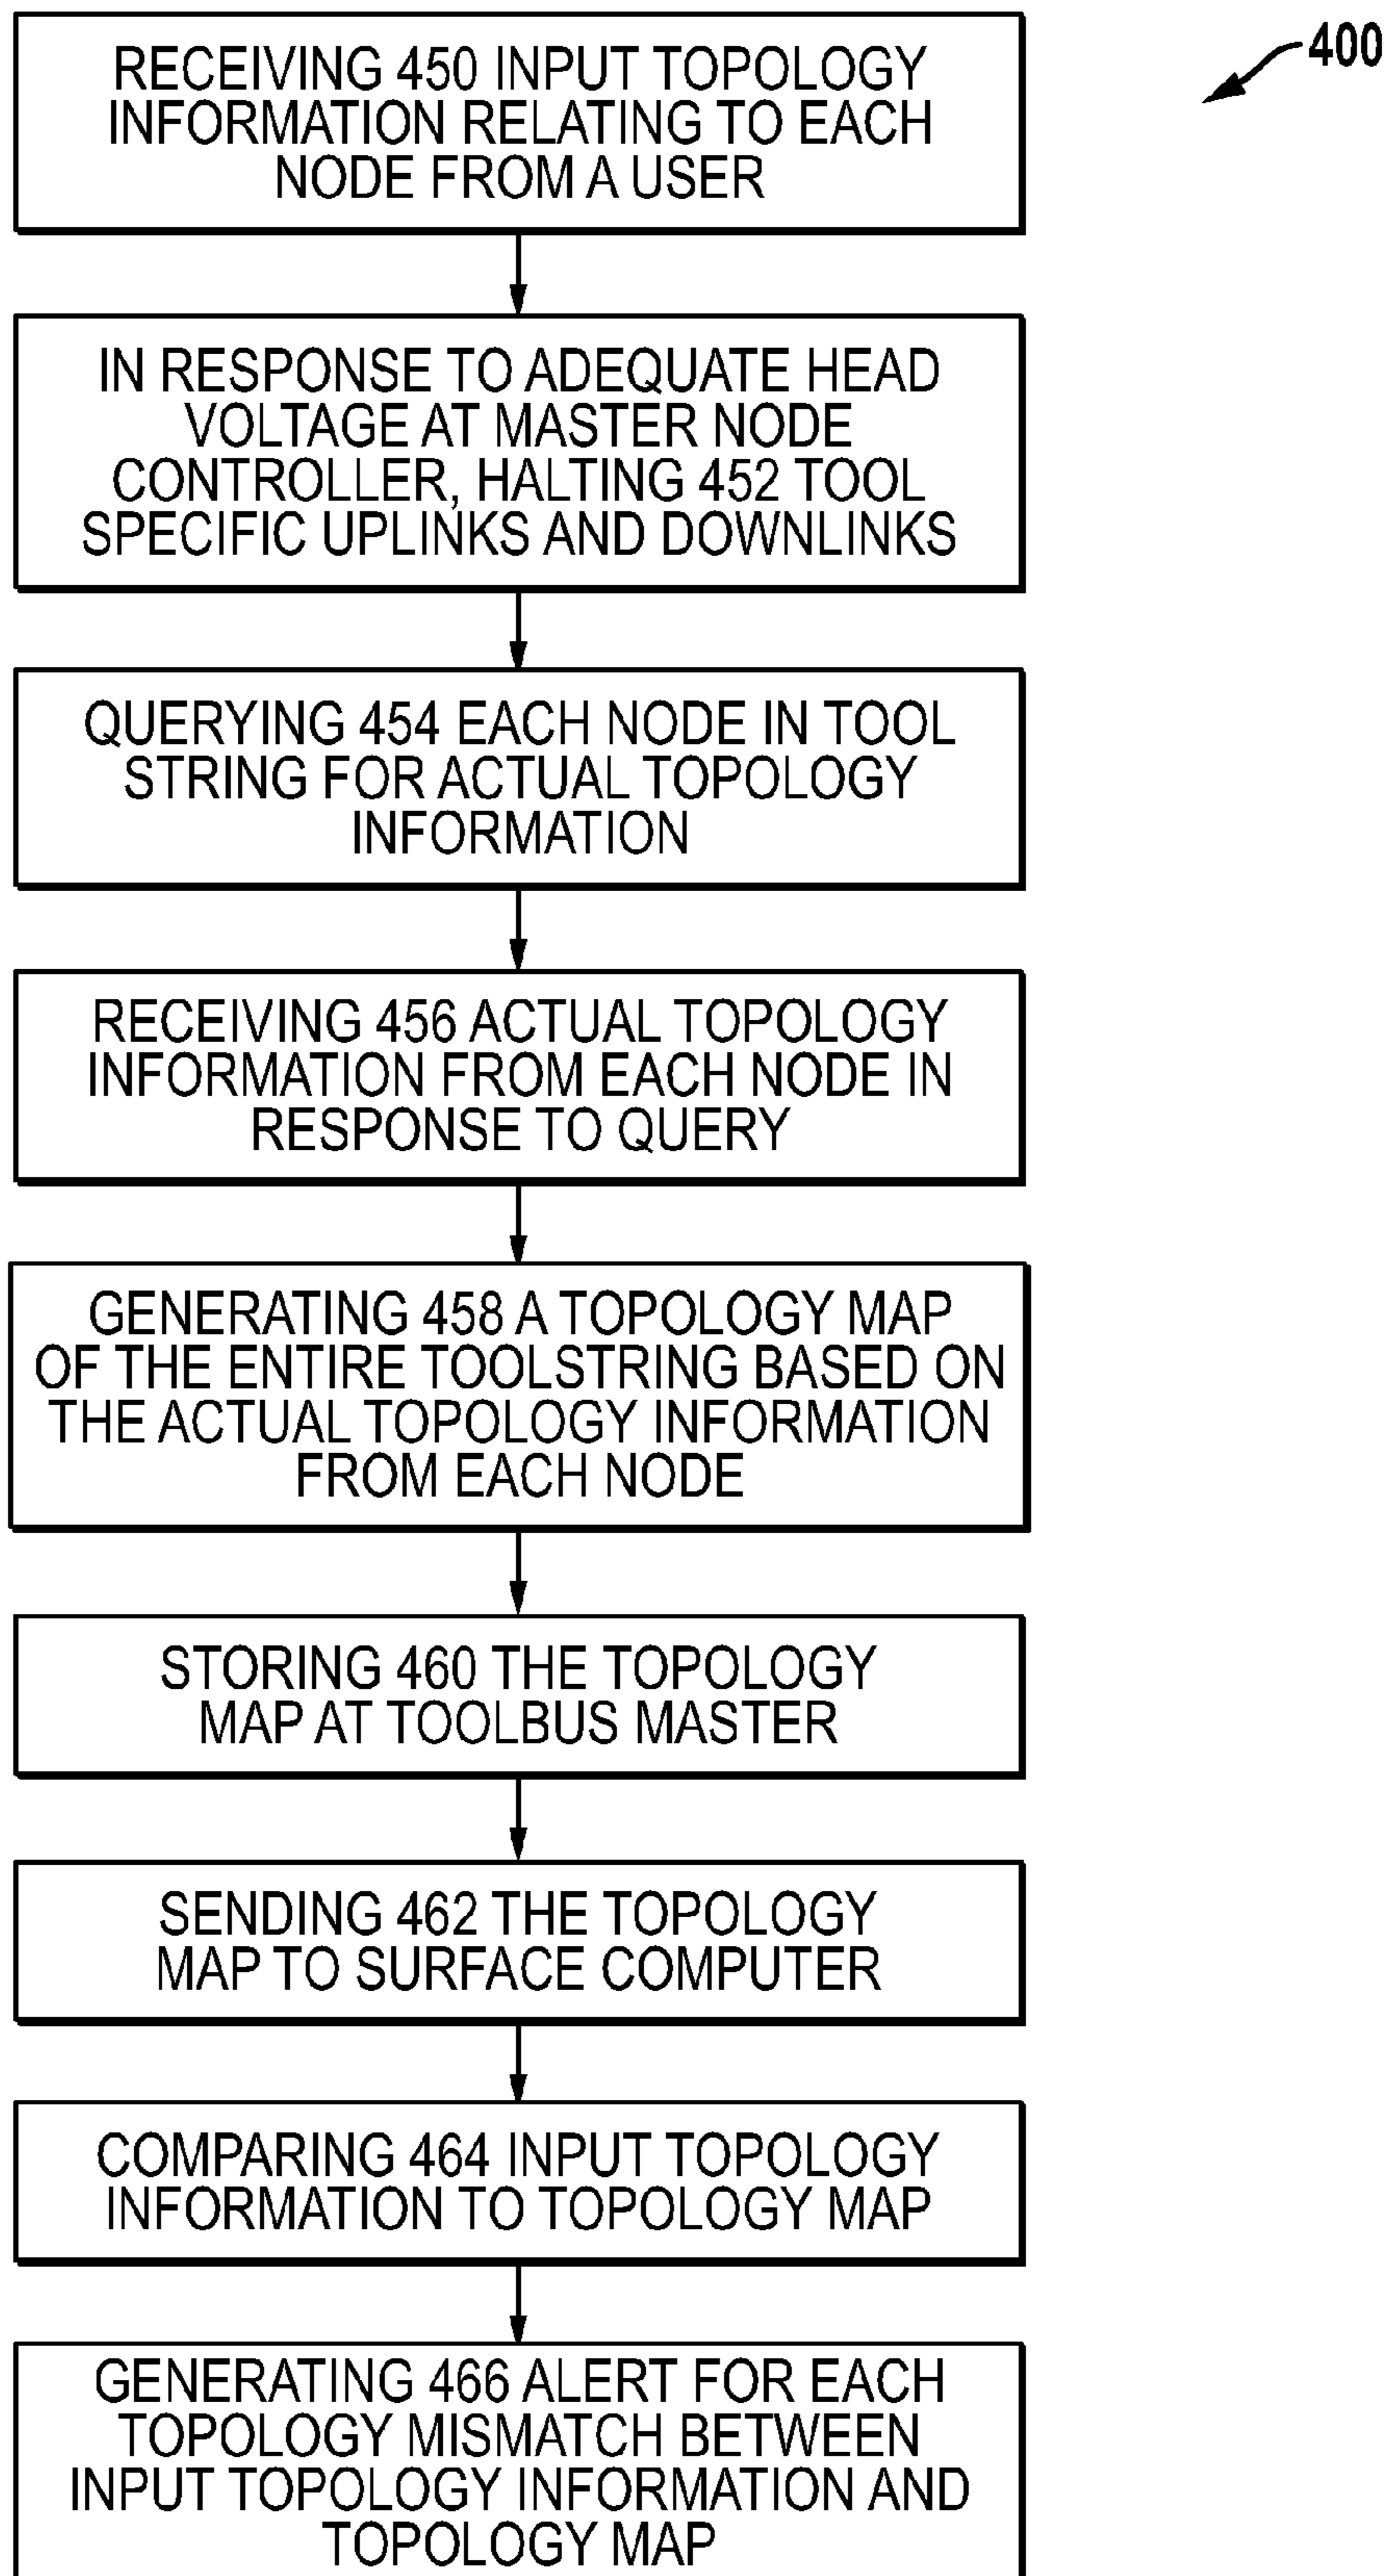 400
RECEIVING 450 INPUT TOPOLOGY
INFORMATION RELATING TO EACH
NODE FROM A USER
IN RESPONSE TO ADEQUATE HEAD
VOLTAGE AT MASTER NODE
CONTROLLER, HALTING 452 TOOL
SPECIFIC UPLINKS AND DOWNLINKS
QUERYING 454 EACH NODE IN TOOL
STRING FOR ACTUAL TOPOLOGY
INFORMATION
RECEIVING 456 ACTUAL TOPOLOGY
INFORMATION FROM EACH NODE IN
RESPONSE TO QUERY
GENERATING 458 A TOPOLOGY MAP
OF THE ENTIRE TOOLSTRING BASED ON
THE ACTUAL TOPOLOGY INFORMATION
FROM EACH NODE
STORING 460 THE TOPOLOGY
MAP AT TOOLBUS MASTER
SENDING 462 THE TOPOLOGY
MAP TO SURFACE COMPUTER
COMPARING 464 INPUT TOPOLOGY
INFORMATION TO TOPOLOGY MAP
GENERATING 466 ALERT FOR EACH
TOPOLOGY MISMATCH BETWEEN
INPUT TOPOLOGY INFORMATION AND
TOPOLOGY MAP